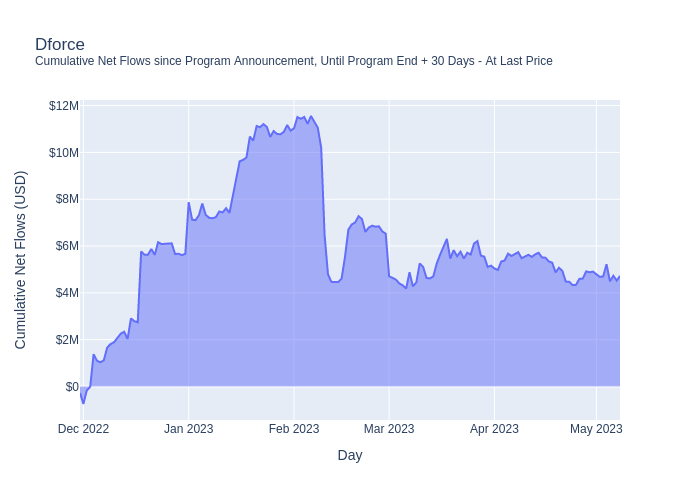 Dforce
Cumulative Net Flows since Program Announcement, Until Program End + 30 Days - At Last Price
Cumulative Net Flows (USD)
$12M
$10M
$8M
$6M
$4M
$2M
$0
Dec 2022 Jan 2023 Feb 2023 Mar 2023 Apr 2023 May 2023
Day